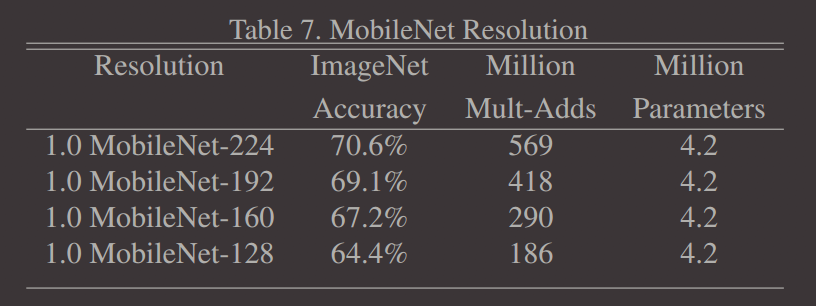 Table 7. MobileNet Resolution
Resolution ImageNet Million Million
Accuracy Mult-Adds Parameters
1.0 MobileNet-224 70.6% 569 4.2
1.0 MobileNet-192 69.1% 418 4.2
1.0 MobileNet-160 67.2% 290 4.2
1.0 MobileNet-128 64.4% 186 4.2